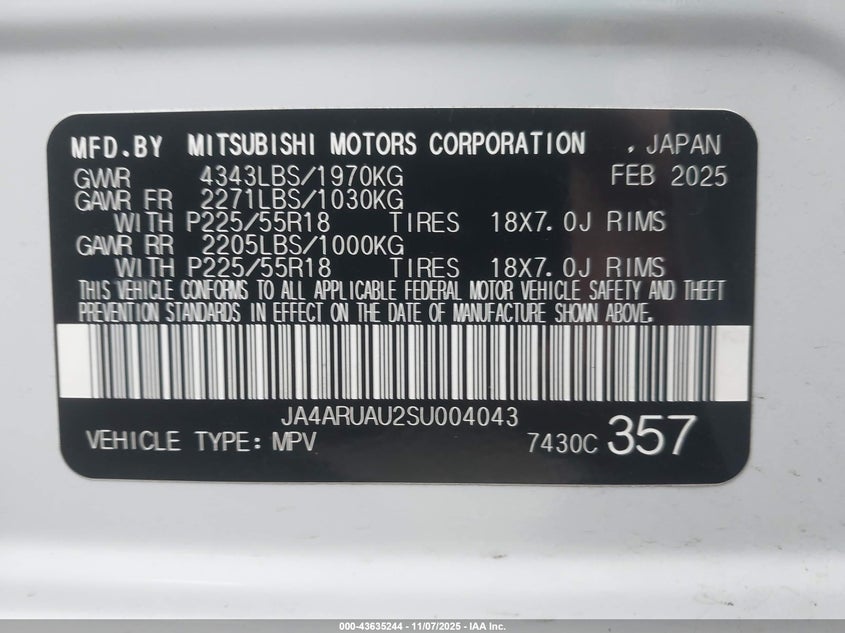 MFD.BY MITSUBISHI MOTORS CORPORATION , JAPAN
GVWR 4343LBS/1970KG FEB 2025
GAWR FR 2271LBS/1030KG
WITH P225/55R18 TIRES 18X7.0J RIMS
GAWR RR 2205LBS/1000KG
WITH P225/55R18 TIRES 18X7.0J RIMS
THIS VEHICLE CONFORMS TO ALL APPLICABLE FEDERAL MOTOR VEHICLE SAFETY AND THEFT
PREVENTION STANDARDS IN EFFECT ON THE DATE OF MANUFACTURE SHOWN ABOVE.
JA4ARUAU2SU004043
VEHICLE TYPE: MPV 7430C 357
000-43635244 - 11/07/2025 - IAA Inc.